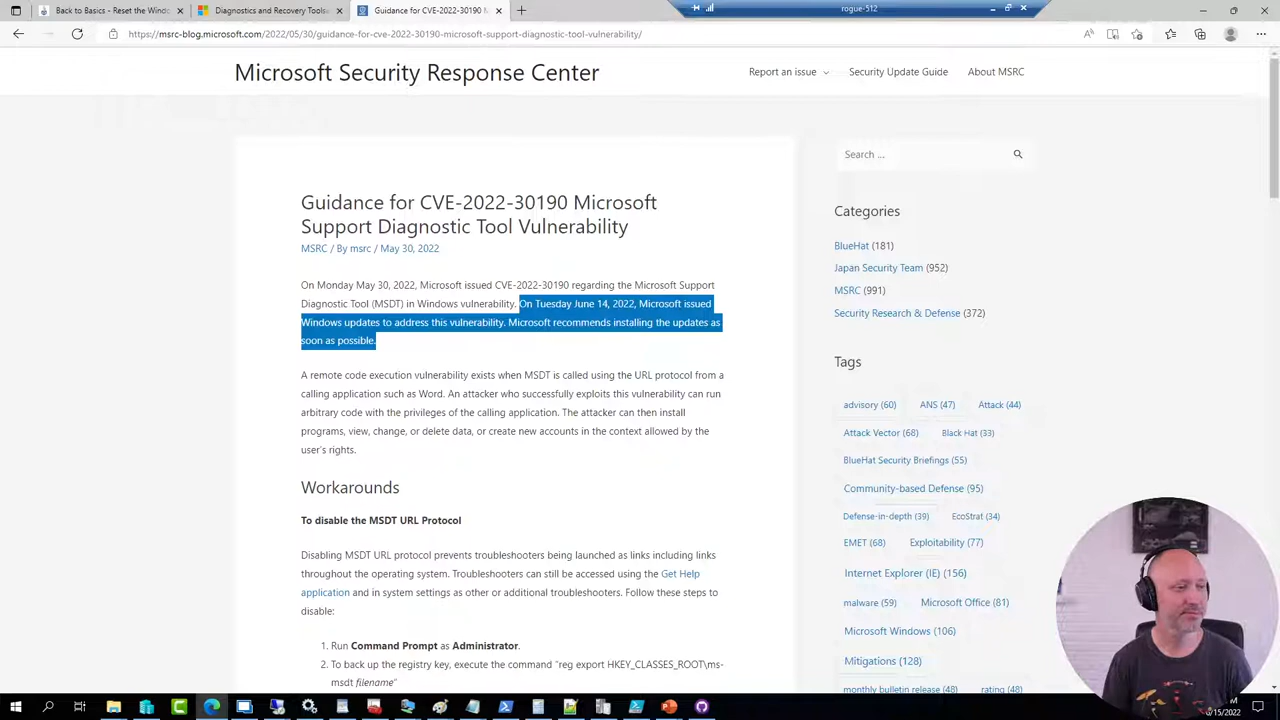 Back to Basics - Reset the Windo
Diagnostics and Recovery Toolse
Guidance for CVE-2022-30190 M
rogue-512
https://msrc-blog.microsoft.com/2022/05/30/guidance-for-cve-2022-30190-microsoft-support-diagnostic-tool-vulnerability/
Microsoft Security Response Center
Report an issue
Security Update Guide
About MSRC
Guidance for CVE-2022-30190 Microsoft
Support Diagnostic Tool Vulnerability
MSRC / By msrc / May 30, 2022
On Monday May 30, 2022, Microsoft issued CVE-2022-30190 regarding the Microsoft Support
Diagnostic Tool (MSDT) in Windows vulnerability. On Tuesday June 14, 2022, Microsoft issued
Windows updates to address this vulnerability. Microsoft recommends installing the updates as
soon as possible.
A remote code execution vulnerability exists when MSDT is called using the URL protocol from a
calling application such as Word. An attacker who successfully exploits this vulnerability can run
arbitrary code with the privileges of the calling application. The attacker can then install
programs, view, change, or delete data, or create new accounts in the context allowed by the
user's rights.
Workarounds
To disable the MSDT URL Protocol
Disabling MSDT URL protocol prevents troubleshooters being launched as links including links
throughout the operating system. Troubleshooters can still be accessed using the Get Help
application and in system settings as other or additional troubleshooters. Follow these steps to
disable:
1. Run Command Prompt as Administrator.
2. To back up the registry key, execute the command "reg export HKEY_CLASSES_ROOT\ms-
msdt filename"
Search ...
Categories
BlueHat (181)
Japan Security Team (952)
MSRC (991)
Security Research & Defense (372)
Tags
advisory (60) ANS (47) Attack (44)
Attack Vector (68) Black Hat (33)
BlueHat Security Briefings (55)
Community-based Defense (95)
Defense-in-depth (39) EcoStrat (34)
EMET (68) Exploitability (77)
Internet Explorer (IE) (156)
malware (59) Microsoft Office (81)
Microsoft Windows (106)
Mitigations (128)
monthly bulletin release (48) rating (48)
M
/15/2022